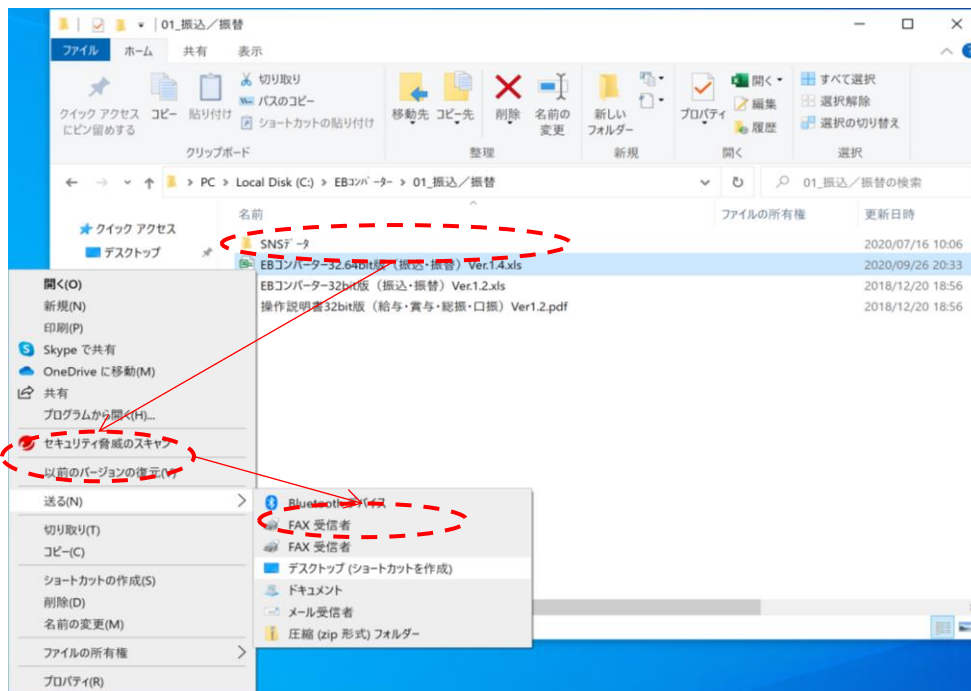 01_振込／振替
ファイル ホーム 共有 表示
クイック アクセス
にピン留めする
コピー
貼り付け
切り取り
パスのコピー
ショートカットの貼り付け
クリップボード
移動先 コピー先 削除 名前の
変更
整理
新しい
フォルダー
新規
プロパティ
開く
編集
履歴
開く
すべて選択
選択解除
選択の切り替え
選択
PC > Local Disk (C:) > EBｺﾝﾊﾞｰﾀｰ > 01_振込／振替
01_振込／振替の検索
クイック アクセス
デスクトップ
名前 ファイルの所有権 更新日時
SNSﾃﾞｰﾀ 2020/07/16 10:06
EBコンバーター32.64bit版（振込・振替）Ver.1.4.xls 2020/09/26 20:33
EBコンバーター32bit版（振込・振替）Ver.1.2.xls 2018/12/20 18:56
操作説明書32bit版（給与・賞与・総振・口振）Ver1.2.pdf 2018/12/20 18:56
開く(O)
新規(N)
印刷(P)
Skype で共有
OneDrive に移動(M)
共有
プログラムから開く(H)...
セキュリティ脅威のスキャン
以前のバージョンの復元(V)
送る(N)
切り取り(T)
コピー(C)
ショートカットの作成(S)
削除(D)
名前の変更(M)
ファイルの所有権
プロパティ(R)
Bluetooth デバイス
FAX 受信者
FAX 受信者
デスクトップ (ショートカットを作成)
ドキュメント
メール受信者
圧縮 (zip 形式) フォルダー